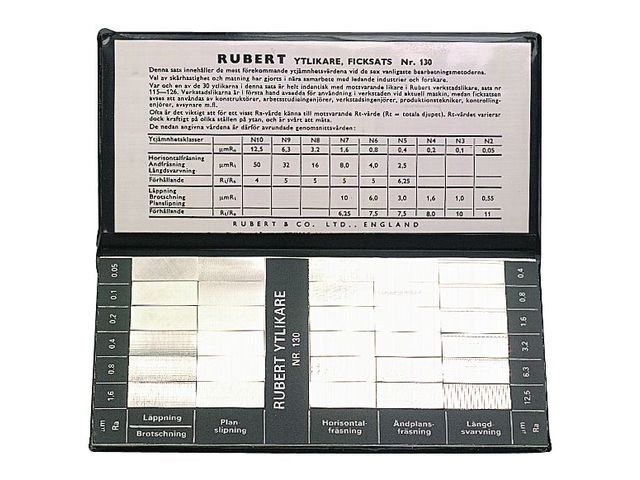 RUBERT YTLIKARE, FICKSATS Nr. 130
Denna sats innehåller de mest förekommande ytjämnhetsvärdena vid de sex vanligaste bearbetningsmetoderna.
Val av skärhastighet och matning har gjorts i nära samarbete med ledande industrier och forskare.
Var och en av de 30 ytlikarna i denna sats är helt indentisk med motsvarande likare i Rubert verkstadslikare, sats nr
115—126. Verkstadslikarna är i första hand avsedda för användning i verkstaden vid aktuell maskin, medan ficksatsen
avses att användas av konstruktörer, arbetsstudieingenjörer, verkstadsingenjörer, produktionstekniker, kontrolling-
enjörer, avsynare m.fl.
Ofta är det viktigt att för ett visst Ra-värde känna till motsvarande Rt-värde (Rt = totala djupet). Rt-värdes varierar
dock kraftigt på olika ställen på ytan, och är svårt att mäta.
De nedan angivna värdena är därför avrundade genomsnittsvärden:
Ytjämnhetsklasser N10 N9 N8 N7 N6 N5 N4 N3 N2
µmRa 12,5 6,3 3,2 1,6 0,8 0,4 0,2 0,1 0,05
Horisontalfräsning
Andfräsning µmRt 50 32 16 8,0 4,0 2,5
Längdsvarvning
Förhållande Rt/Ra 4 5 5 5 5 6,25
Läppning
Brotschning µmRt 10 6,0 3,0 1,6 1,0 0,55
Planslipning
Förhållande Rt/Ra 6,25 7,5 7,5 8,0 10 11
RUBERT & CO. LTD., ENGLAND
0,05
0,1
0,2
0,4
0,8
1,6
µm Ra
Läppning
Brotschning
Plan
slipning
RUBERT YTLIKARE
NR. 130
Horisontal-
fräsning
Ändplans-
fräsning
Längd
svarvning
0,4
0,8
1,6
3,2
6,3
12,5
µm Ra